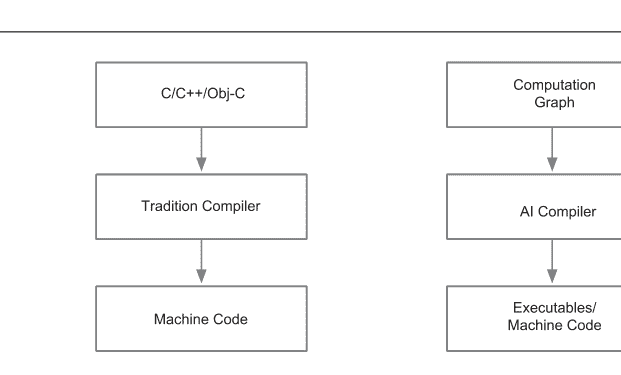 C/C++/Obj-C
Tradition Compiler
Machine Code
Computation
Graph
AI Compiler
Executables/
Machine Code